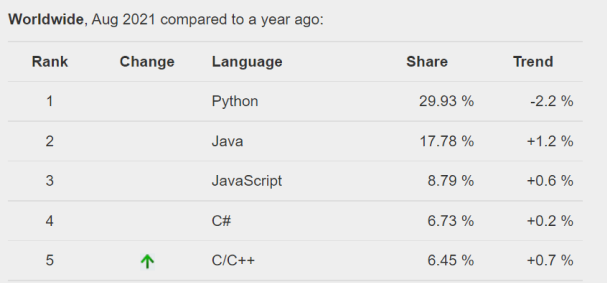 Worldwide, Aug 2021 compared to a year ago:
Rank Change Language Share Trend
1 Python 29.93 % -2.2 %
2 Java 17.78 % +1.2 %
3 JavaScript 8.79 % +0.6 %
4 C# 6.73 % +0.2 %
5 C/C++ 6.45 % +0.7 %